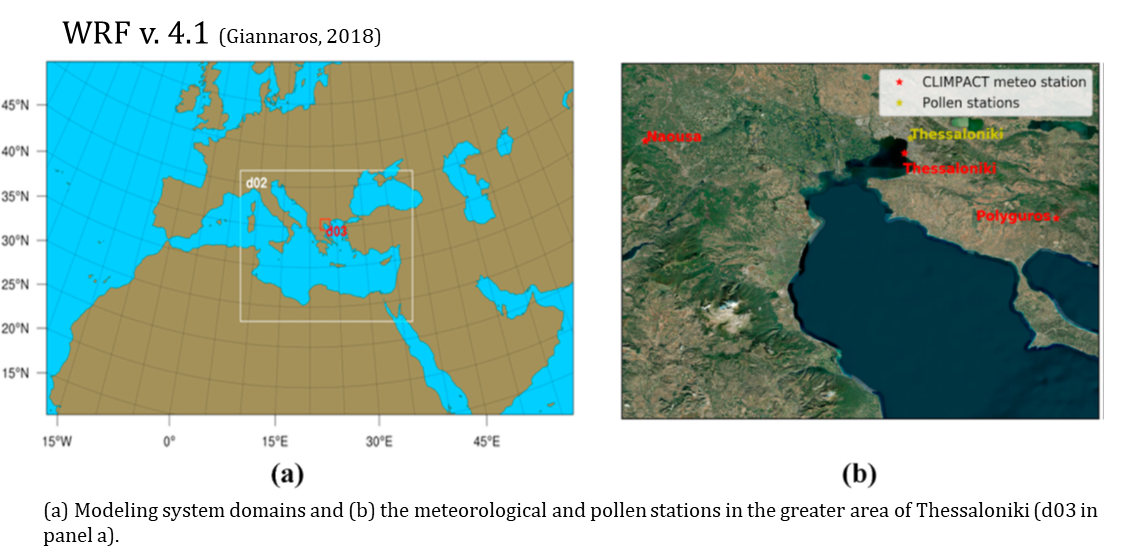 WRF v. 4.1 (Giannaros, 2018)
45°N
40°N
35°N
30°N
25°N
20°N
15°N
15°W
0°
15°E
30°E
45°E
d02
d03
(a)
CLIMPACT meteo station
Pollen stations
Naousa
Thessaloniki
Thessaloniki
Polyguros
(b)
(a) Modeling system domains and (b) the meteorological and pollen stations in the greater area of Thessaloniki (d03 in
panel a).